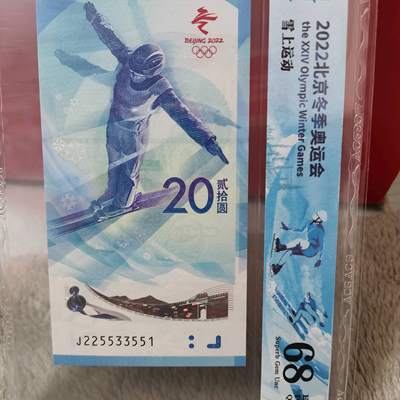 BEIJING 2022
20
贰拾圆
J225533551
2022北京冬季奥运会
the XXIV Olympic Winter Games
雪上运动
68
Superb Gem Unc
ACG